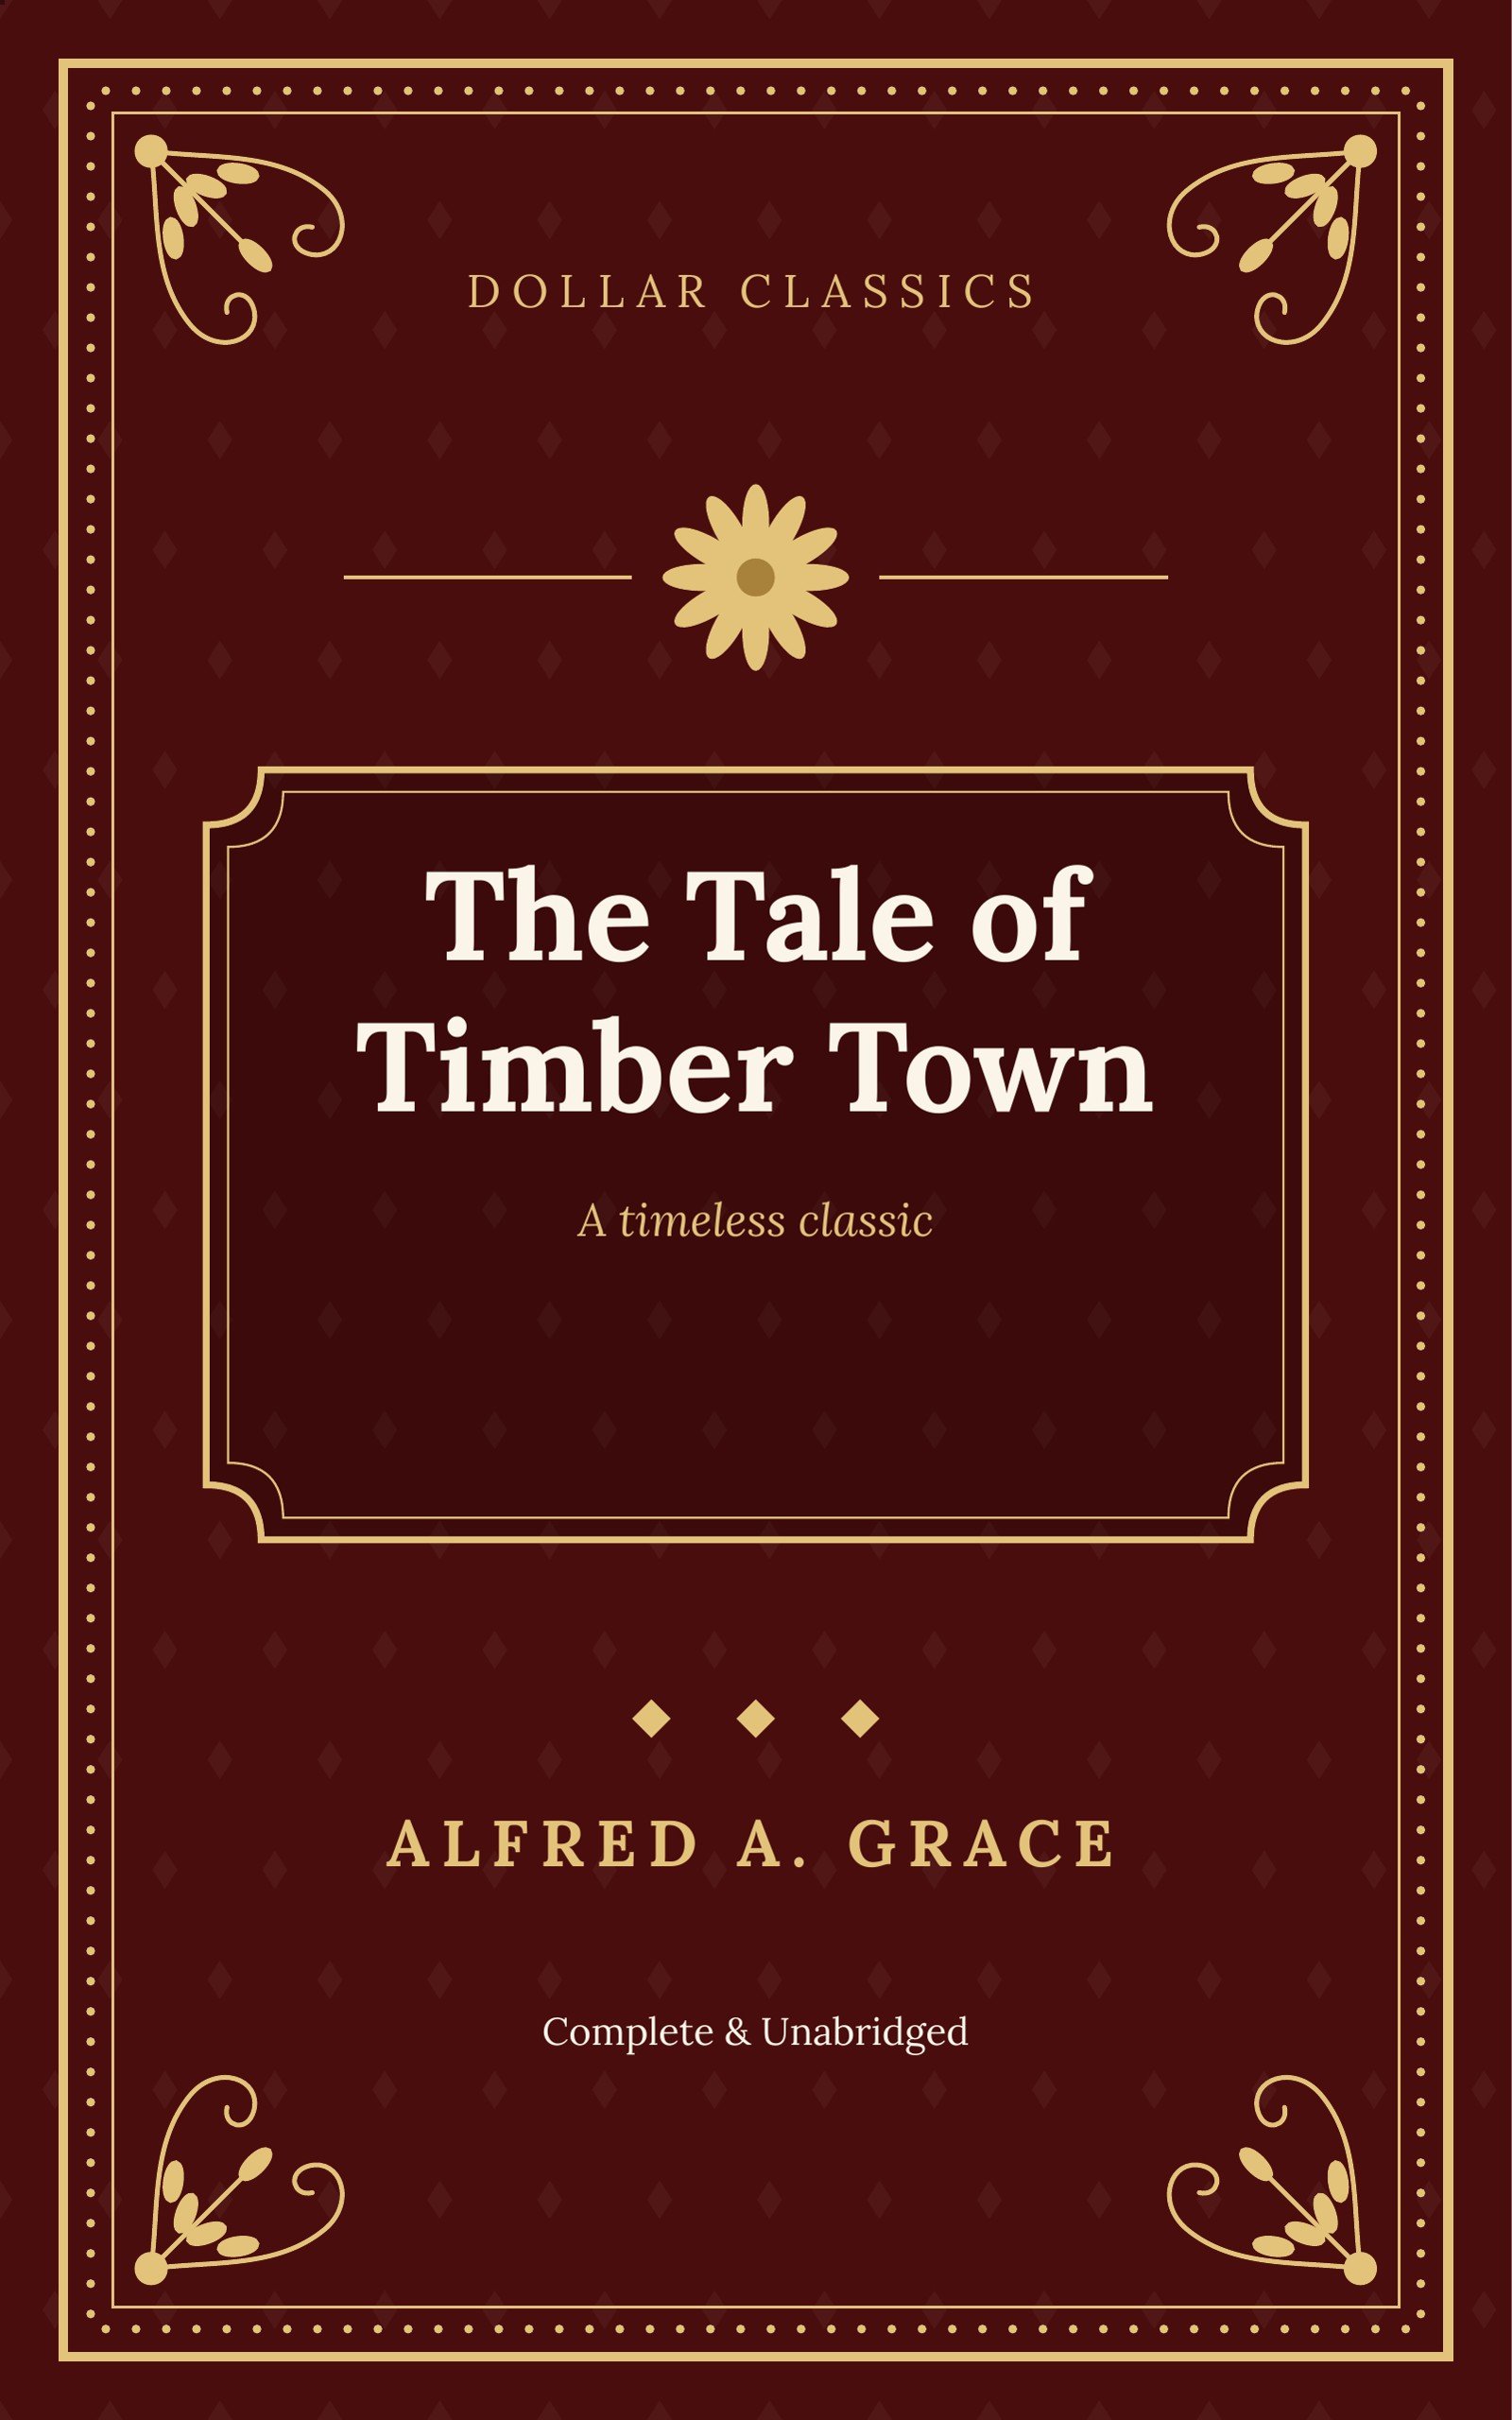 DOLLAR CLASSICS
The Tale of
Timber Town
A timeless classic
ALFRED A. GRACE
Complete & Unabridged